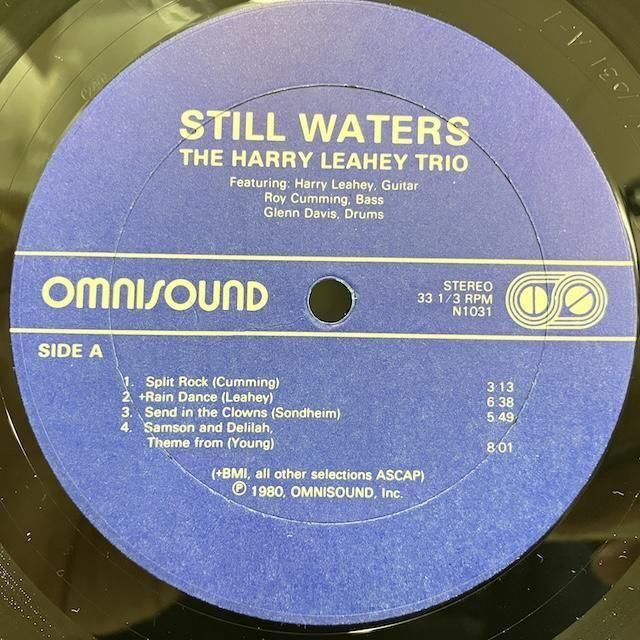 STILL WATERS
THE HARRY LEAHEY TRIO
Featuring: Harry Leahey, Guitar
Roy Cumming, Bass
Glenn Davis, Drums
OMNISOUND
STEREO
33 1/3 RPM
N1031
SIDE A
1. Split Rock (Cumming) 3:13
2. +Rain Dance (Leahey) 6:38
3. Send in the Clowns (Sondheim) 5:49
4. Samson and Delilah,
Theme from (Young) 8:01
(+BMI, all other selections ASCAP)
℗ 1980, OMNISOUND, Inc.